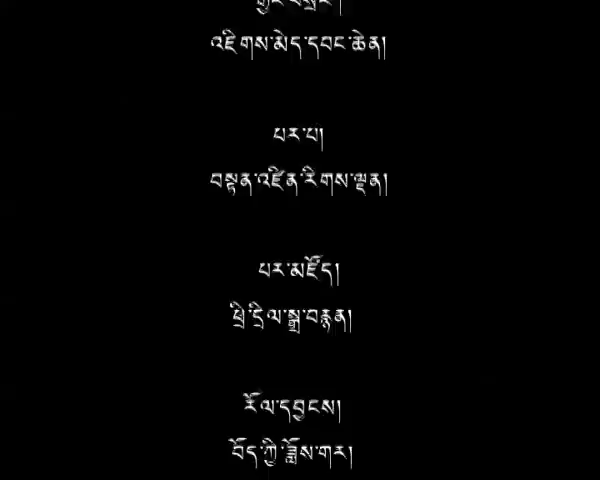 འཇིགས་མེད་དབང་ཆེན།
པར་པ།
བསྟན་འཛིན་རིགས་ལྡན།
པར་མཛོད།
ཕྲི་དྲིལ་སྒྲ་བརྙན།
རོལ་དབྱངས།
བོད་ཀྱི་ཟློས་གར།